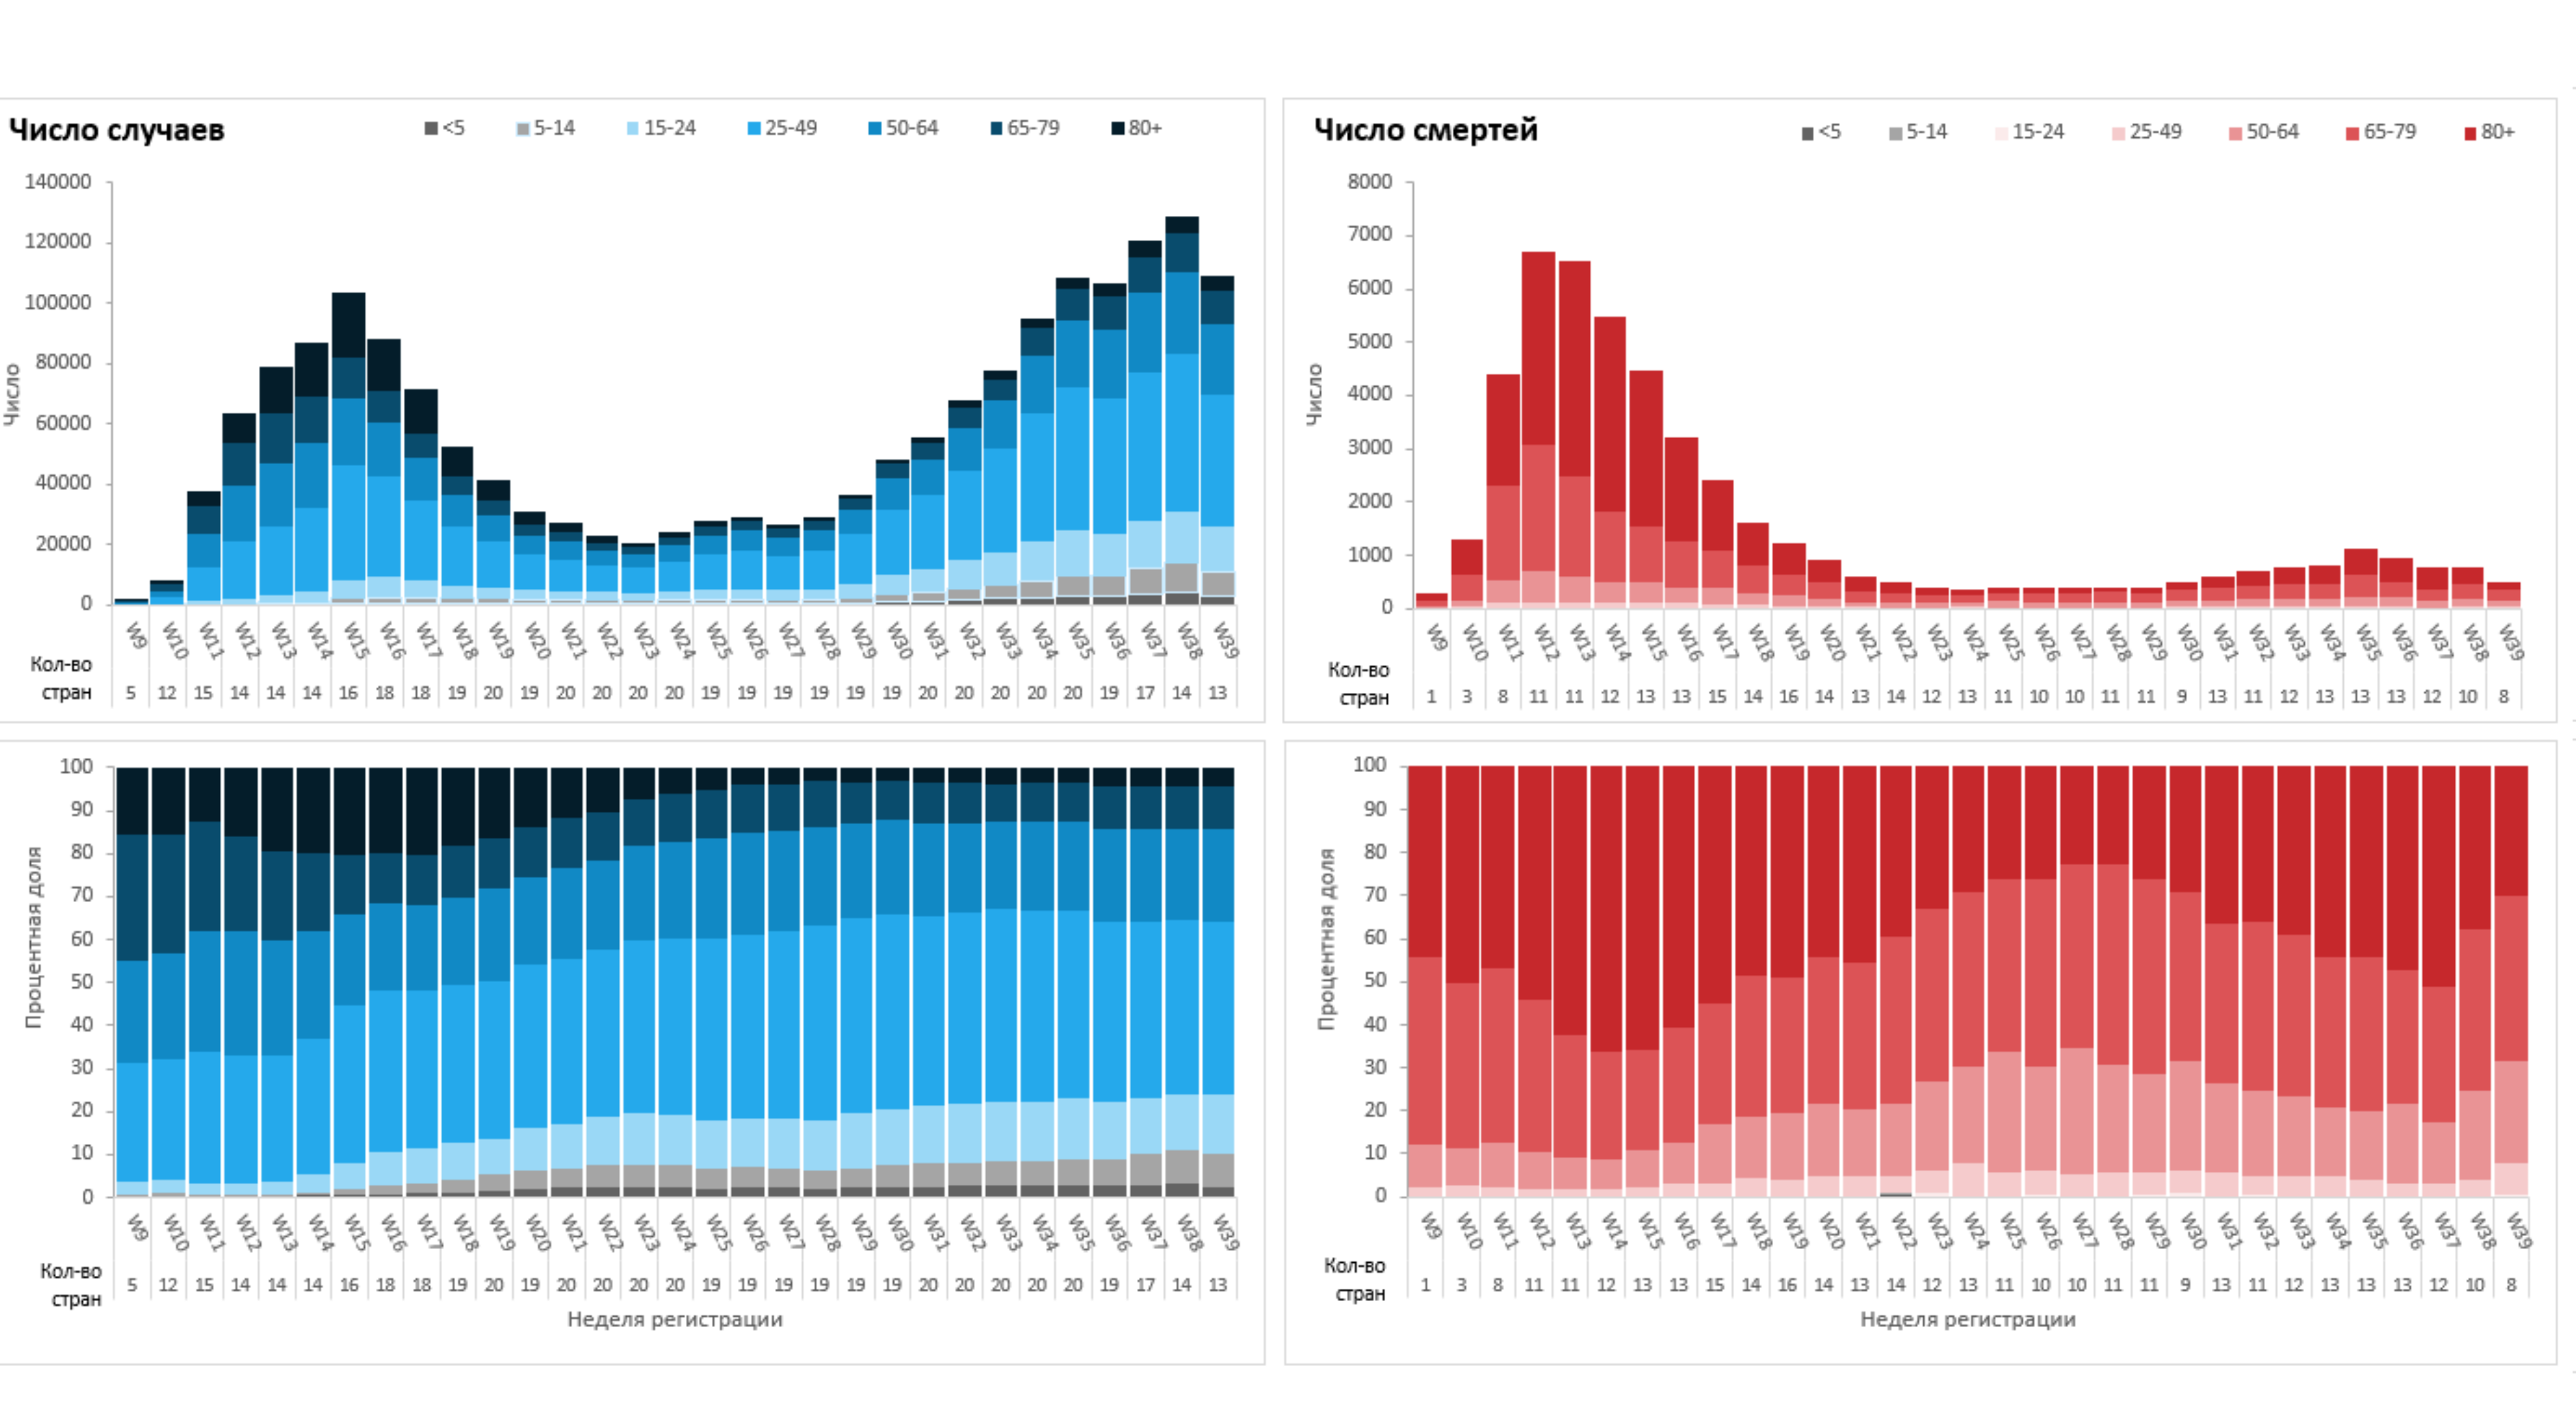 Число случаев
<5 5-14 15-24 25-49 50-64 65-79 80+
140000
120000
100000
80000
60000
40000
20000
0
Число
W9 W10 W11 W12 W13 W14 W15 W16 W17 W18 W19 W20 W21 W22 W23 W24 W25 W26 W27 W28 W29 W30 W31 W32 W33 W34 W35 W36 W37 W38 W39
Кол-во
стран 5 12 15 14 14 14 16 18 18 19 20 19 20 20 20 20 19 19 19 19 19 19 20 20 20 20 20 19 17 14 13
Число смертей
<5 5-14 15-24 25-49 50-64 65-79 80+
8000
7000
6000
5000
4000
3000
2000
1000
0
Число
W9 W10 W11 W12 W13 W14 W15 W16 W17 W18 W19 W20 W21 W22 W23 W24 W25 W26 W27 W28 W29 W30 W31 W32 W33 W34 W35 W36 W37 W38 W39
Кол-во
стран 1 3 8 11 11 12 13 13 15 14 16 14 13 14 12 13 11 10 10 11 11 9 13 11 12 13 13 13 12 10 8
100
90
80
70
60
50
40
30
20
10
0
Процентная доля
W9 W10 W11 W12 W13 W14 W15 W16 W17 W18 W19 W20 W21 W22 W23 W24 W25 W26 W27 W28 W29 W30 W31 W32 W33 W34 W35 W36 W37 W38 W39
Кол-во
стран 5 12 15 14 14 14 16 18 18 19 20 19 20 20 20 20 19 19 19 19 19 19 20 20 20 20 20 19 17 14 13
Неделя регистрации
100
90
80
70
60
50
40
30
20
10
0
Процентная доля
W9 W10 W11 W12 W13 W14 W15 W16 W17 W18 W19 W20 W21 W22 W23 W24 W25 W26 W27 W28 W29 W30 W31 W32 W33 W34 W35 W36 W37 W38 W39
Кол-во
стран 1 3 8 11 11 12 13 13 15 14 16 14 13 14 12 13 11 10 10 11 11 9 13 11 12 13 13 13 12 10 8
Неделя регистрации